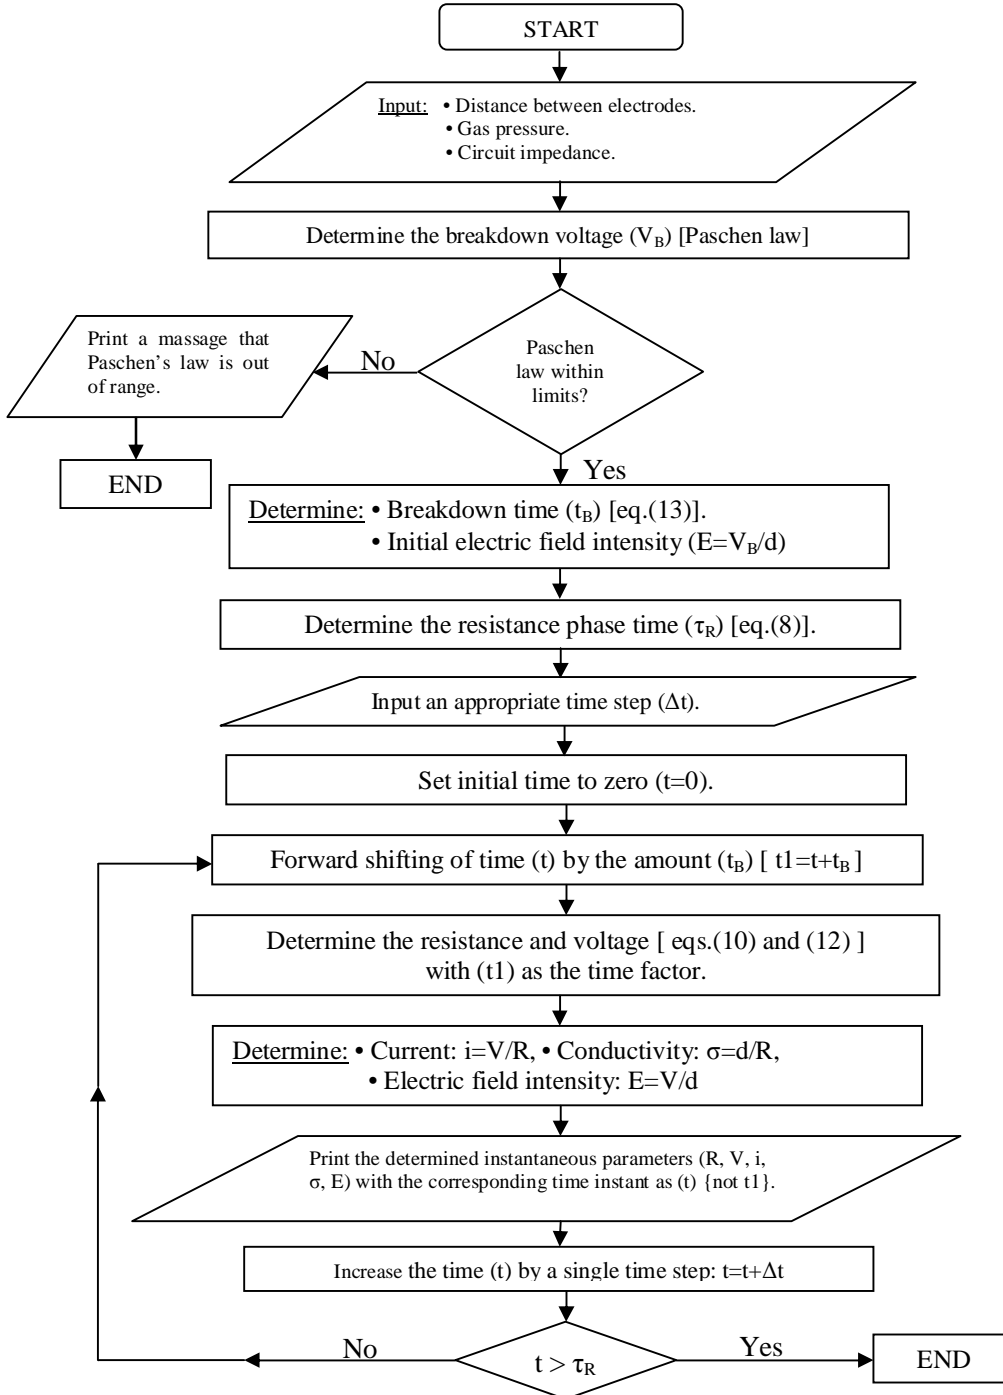 START
Input: • Distance between electrodes.
• Gas pressure.
• Circuit impedance.
Determine the breakdown voltage (V_B) [Paschen law]
Paschen
law within
limits?
No
Print a massage that
Paschen's law is out
of range.
END
Yes
Determine: • Breakdown time (t_B) [eq.(13)].
• Initial electric field intensity (E=V_B/d)
Determine the resistance phase time (τ_R) [eq.(8)].
Input an appropriate time step (Δt).
Set initial time to zero (t=0).
Forward shifting of time (t) by the amount (t_B) [ t1=t+t_B ]
Determine the resistance and voltage [ eqs.(10) and (12) ]
with (t1) as the time factor.
Determine: • Current: i=V/R, • Conductivity: σ=d/R,
• Electric field intensity: E=V/d
Print the determined instantaneous parameters (R, V, i,
σ, E) with the corresponding time instant as (t) {not t1}.
Increase the time (t) by a single time step: t=t+Δt
No
t > τ_R
Yes
END